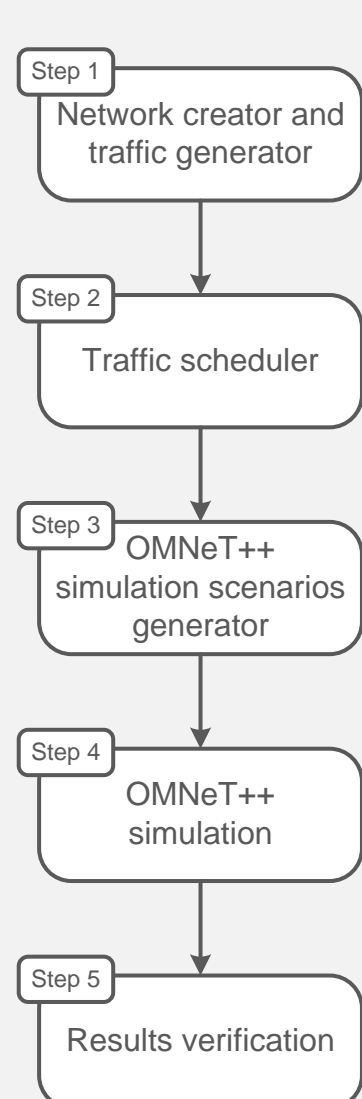 Step 1
Network creator and
traffic generator
Step 2
Traffic scheduler
Step 3
OMNeT++
simulation scenarios
generator
Step 4
OMNeT++
simulation
Step 5
Results verification